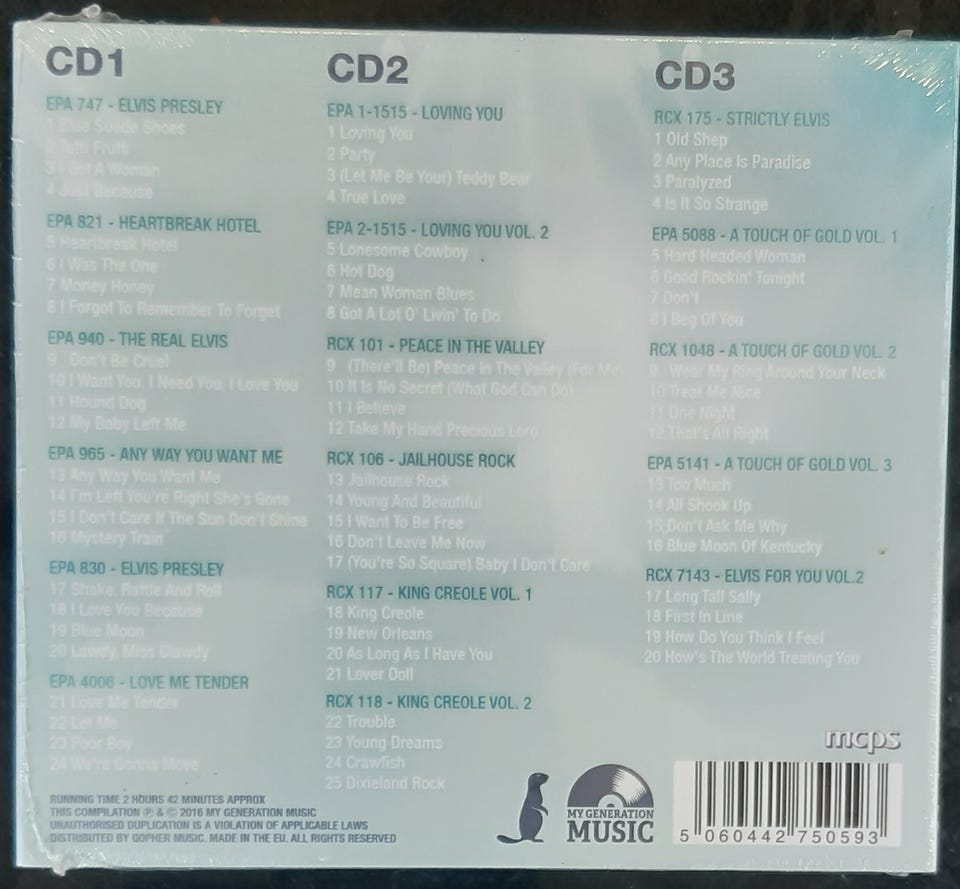 CD1
EPA 747 - ELVIS PRESLEY
1 Blue Suede Shoes
2 Tutti Frutti
3 I Got A Woman
4 Just Because
EPA 821 - HEARTBREAK HOTEL
5 Heartbreak Hotel
6 I Was The One
7 Money Honey
8 I Forgot To Remember To Forget
EPA 940 - THE REAL ELVIS
9 Don't Be Cruel
10 I Want You, I Need You, I Love You
11 Hound Dog
12 My Baby Left Me
EPA 965 - ANY WAY YOU WANT ME
13 Any Way You Want Me
14 I'm Left You're Right She's Gone
15 I Don't Care If The Sun Don't Shine
16 Mystery Train
EPA 830 - ELVIS PRESLEY
17 Shake, Rattle And Roll
18 I Love You Because
19 Blue Moon
20 Lawdy, Miss Clawdy
EPA 4006 - LOVE ME TENDER
21 Love Me Tender
22 Let Me
23 Poor Boy
24 We're Gonna Move
CD2
EPA 1-1515 - LOVING YOU
1 Loving You
2 Party
3 (Let Me Be Your) Teddy Bear
4 True Love
EPA 2-1515 - LOVING YOU VOL. 2
5 Lonesome Cowboy
6 Hot Dog
7 Mean Woman Blues
8 Got A Lot O' Livin' To Do
RCX 101 - PEACE IN THE VALLEY
9 (There'll Be) Peace In The Valley (For Me)
10 It Is No Secret (What God Can Do)
11 I Believe
12 Take My Hand Precious Lord
RCX 106 - JAILHOUSE ROCK
13 Jailhouse Rock
14 Young And Beautiful
15 I Want To Be Free
16 Don't Leave Me Now
17 (You're So Square) Baby I Don't Care
RCX 117 - KING CREOLE VOL. 1
18 King Creole
19 New Orleans
20 As Long As I Have You
21 Lover Doll
RCX 118 - KING CREOLE VOL. 2
22 Trouble
23 Young Dreams
24 Crawfish
25 Dixieland Rock
CD3
RCX 175 - STRICTLY ELVIS
1 Old Shep
2 Any Place Is Paradise
3 Paralyzed
4 Is It So Strange
EPA 5088 - A TOUCH OF GOLD VOL. 1
5 Hard Headed Woman
6 Good Rockin' Tonight
7 Don't
8 I Beg Of You
RCX 1048 - A TOUCH OF GOLD VOL. 2
9 Wear My Ring Around Your Neck
10 Treat Me Nice
11 One Night
12 That's All Right
EPA 5141 - A TOUCH OF GOLD VOL. 3
13 Too Much
14 All Shook Up
15 Don't Ask Me Why
16 Blue Moon Of Kentucky
RCX 7143 - ELVIS FOR YOU VOL.2
17 Long Tall Sally
18 First In Line
19 How Do You Think I Feel
20 How's The World Treating You
RUNNING TIME 2 HOURS 42 MINUTES APPROX
THIS COMPILATION ℗ & © 2016 MY GENERATION MUSIC
UNAUTHORISED DUPLICATION IS A VIOLATION OF APPLICABLE LAWS
DISTRIBUTED BY GOPHER MUSIC. MADE IN THE EU. ALL RIGHTS RESERVED
MY GENERATION
MUSIC
mcps
5 060442 750593